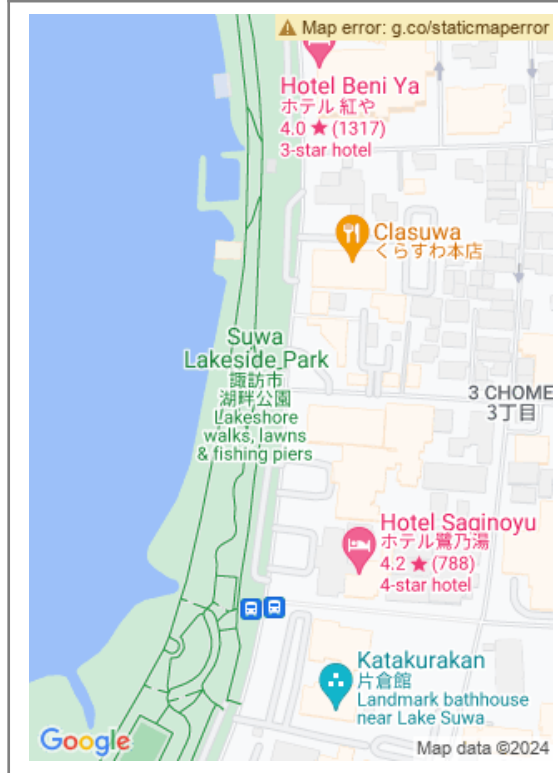 Map error: g.co/staticmaperror
Hotel Beni Ya
ホテル 紅や
4.0 ★ (1317)
3-star hotel
Clasuwa
くらすわ本店
Suwa
Lakeside Park
諏訪市
湖畔公園
Lakeshore
walks, lawns
& fishing piers
3 CHOME
3丁目
Hotel Saginoyu
ホテル鷺乃湯
4.2 ★ (788)
4-star hotel
Katakurakan
片倉館
Landmark bathhouse
near Lake Suwa
Google
Map data ©2024